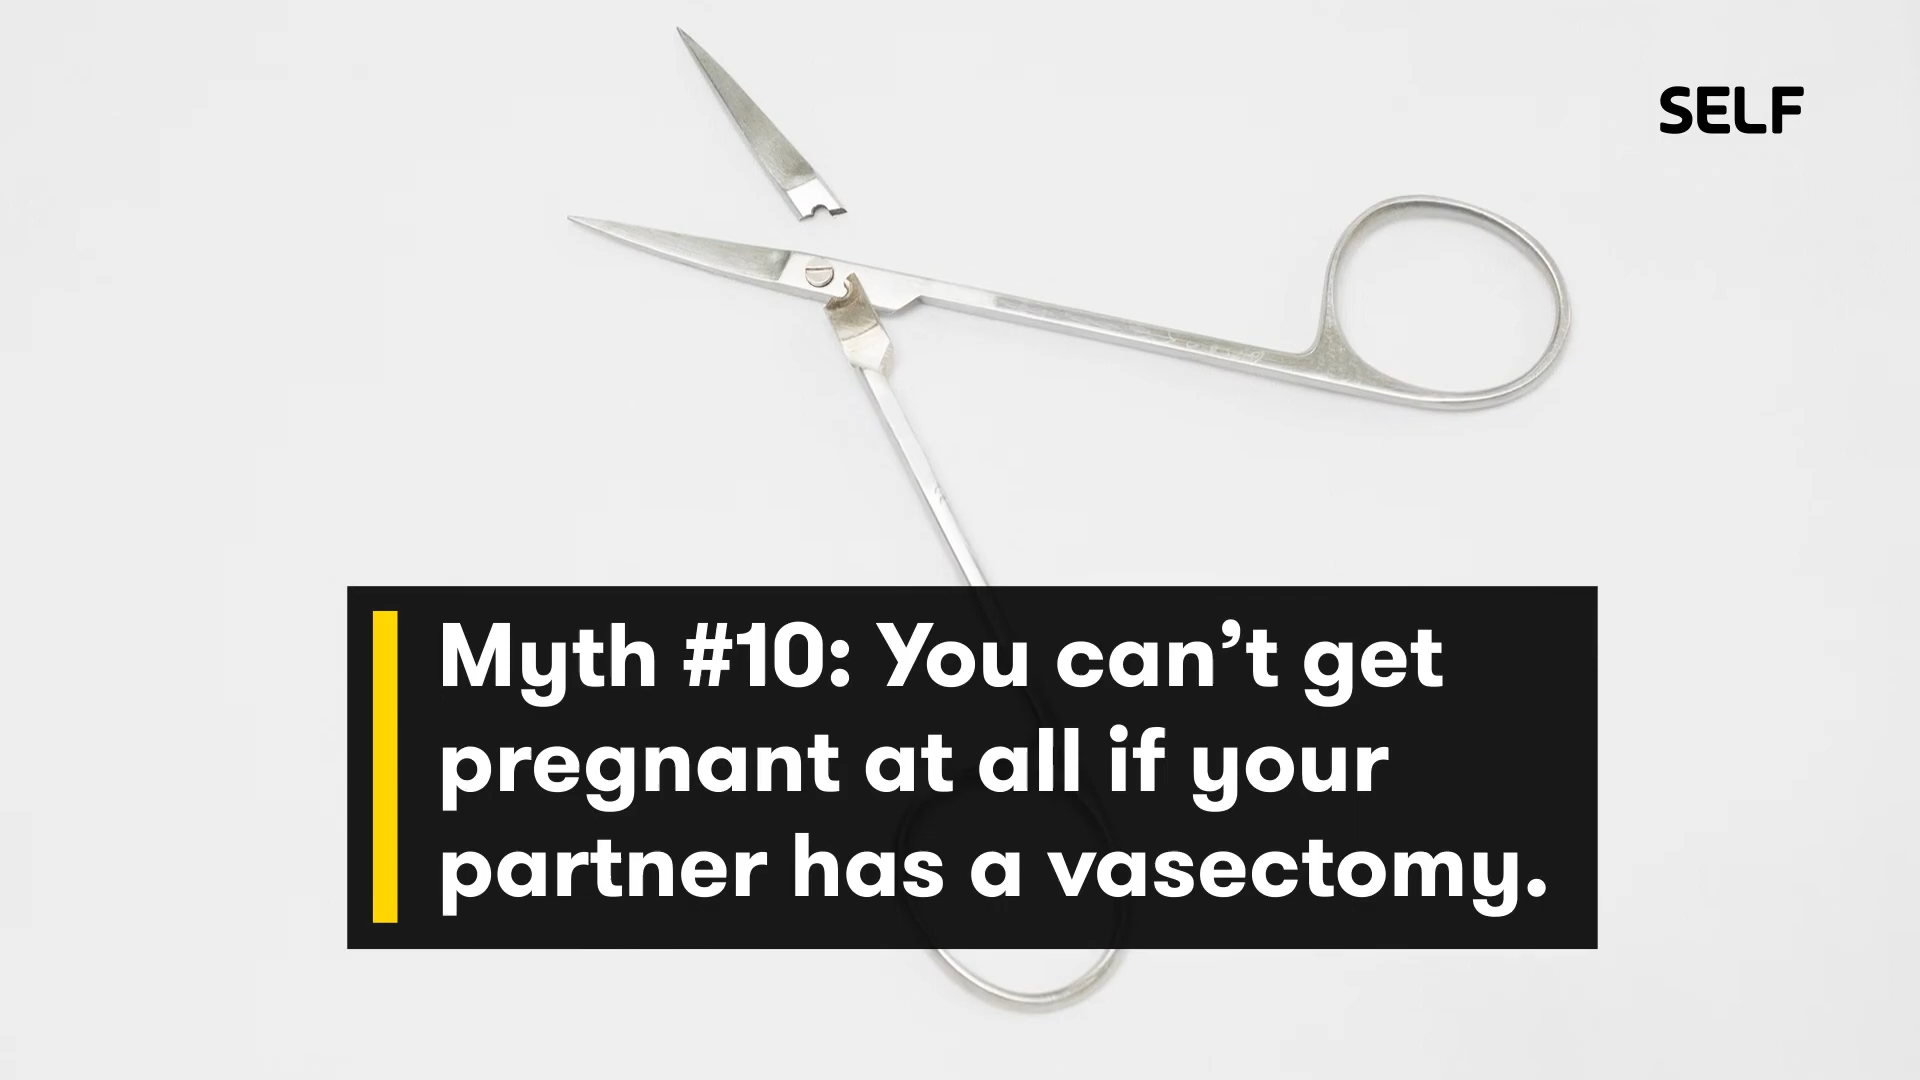 SELF
Myth #10: You can’t get
pregnant at all if your
partner has a vasectomy.